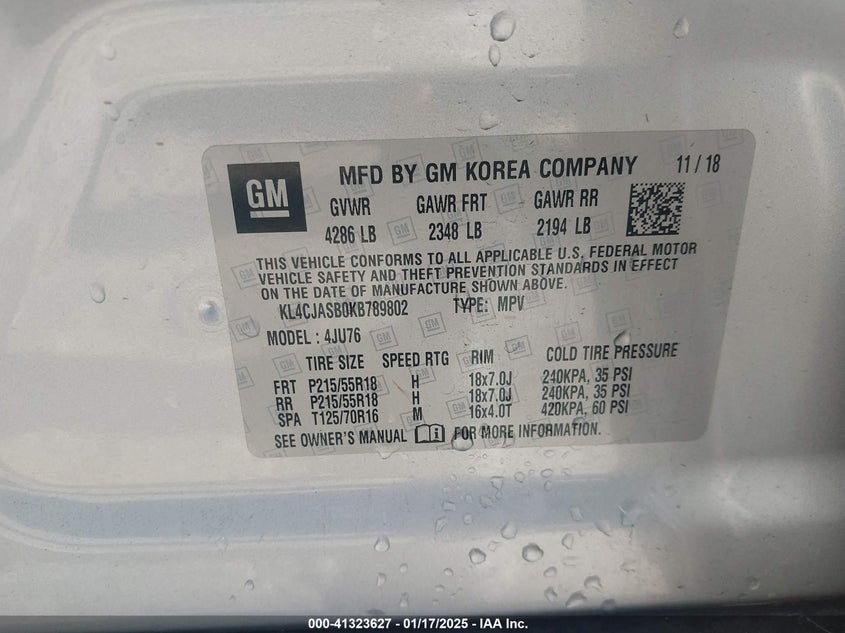 GM
MFD BY GM KOREA COMPANY 11 / 18
GVWR GAWR FRT GAWR RR
4286 LB 2348 LB 2194 LB
THIS VEHICLE CONFORMS TO ALL APPLICABLE U.S. FEDERAL MOTOR
VEHICLE SAFETY AND THEFT PREVENTION STANDARDS IN EFFECT
ON THE DATE OF MANUFACTURE SHOWN ABOVE.
KL4CJASB0KB789802 TYPE: MPV
MODEL : 4JU76
TIRE SIZE SPEED RTG RIM COLD TIRE PRESSURE
FRT P215/55R18 H 18x7.0J 240KPA, 35 PSI
RR P215/55R18 H 18x7.0J 240KPA, 35 PSI
SPA T125/70R16 M 16x4.0T 420KPA, 60 PSI
SEE OWNER'S MANUAL FOR MORE INFORMATION.
000-41323627 - 01/17/2025 - IAA Inc.